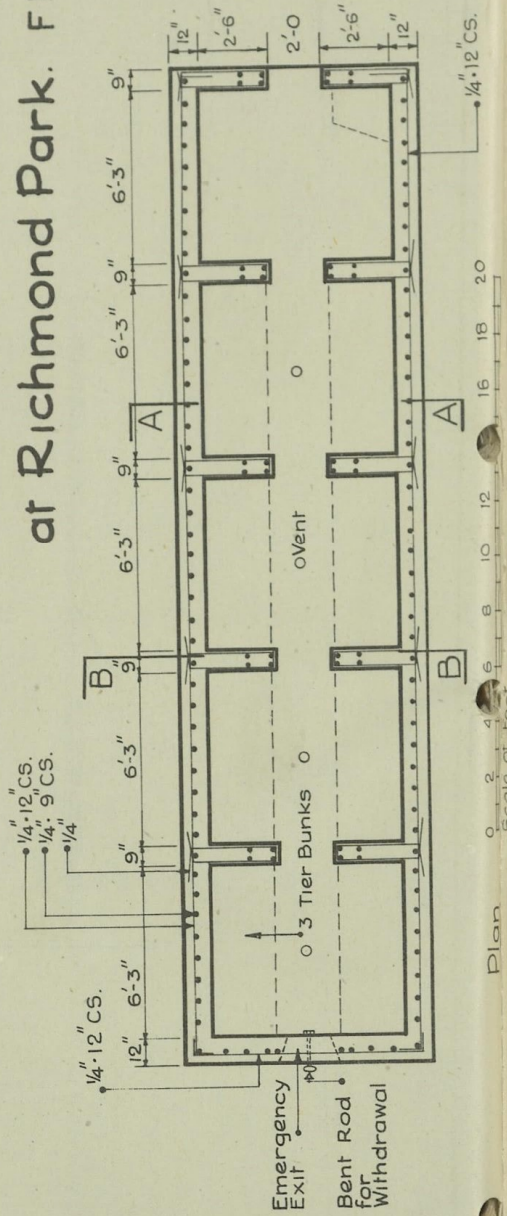 at Richmond Park. F
12"
2'-6"
2'-0
2'-6"
12"
9"
6'-3"
9"
6'-3"
9"
6'-3"
9"
6'-3"
9"
6'-3"
12"
¼"·12"CS.
¼"·9"CS.
¼"
¼"·12"CS.
¼"·12"CS.
A
A
B
B
Vent
3 Tier Bunks
Emergency
Exit
Bent Rod
for
Withdrawal
Plan
0 2 4 6 8 10 12 16 18 20
Scale of Feet